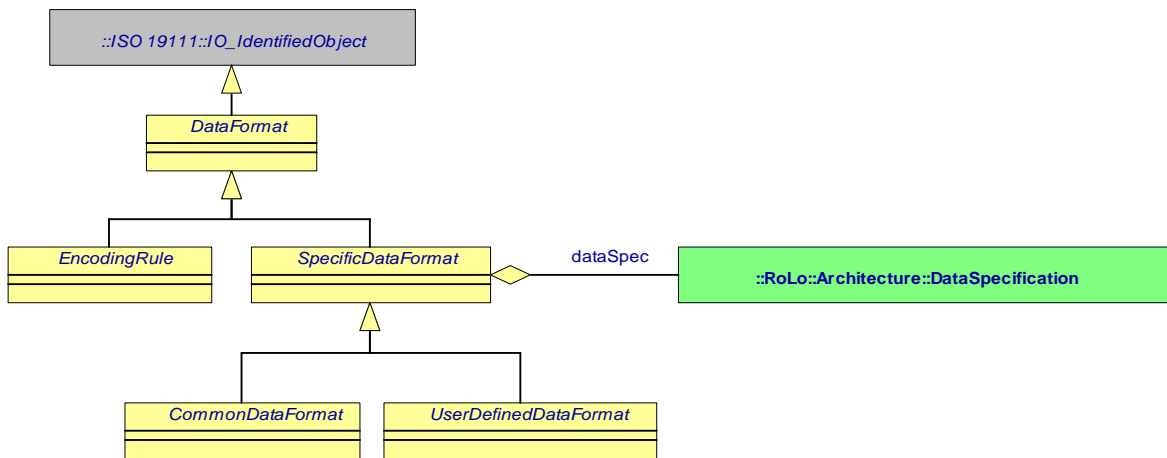 ::ISO 19111::IO_IdentifiedObject
DataFormat
EncodingRule
SpecificDataFormat
dataSpec
::RoLo::Architecture::DataSpecification
CommonDataFormat
UserDefinedDataFormat